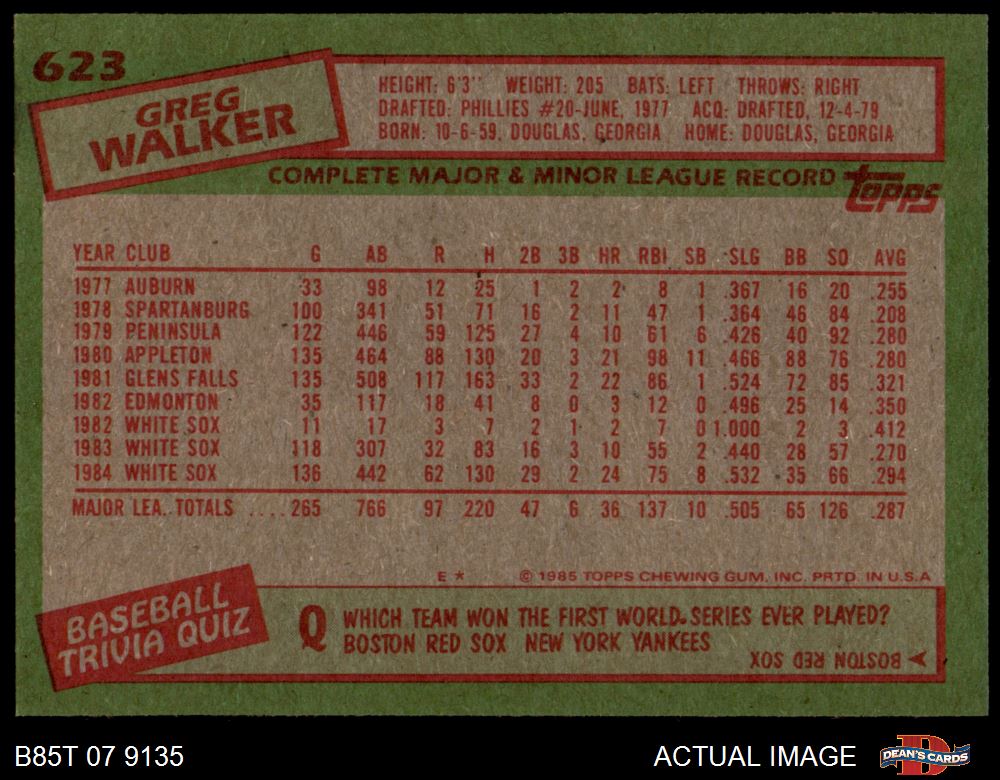 623
GREG
WALKER
HEIGHT: 6'3" WEIGHT: 205 BATS: LEFT THROWS: RIGHT
DRAFTED: PHILLIES #20-JUNE, 1977 ACQ: DRAFTED, 12-4-79
BORN: 10-6-59, DOUGLAS, GEORGIA HOME: DOUGLAS, GEORGIA
COMPLETE MAJOR & MINOR LEAGUE RECORD topps
YEAR CLUB G AB R H 2B 3B HR RBI SB SLG BB SO AVG
1977 AUBURN 33 98 12 25 1 2 2 8 1 .367 16 20 .255
1978 SPARTANBURG 100 341 51 71 16 2 11 47 1 .364 46 84 .208
1979 PENINSULA 122 446 59 125 27 4 10 61 6 .426 40 92 .280
1980 APPLETON 135 464 88 130 20 3 21 98 11 .466 88 76 .280
1981 GLENS FALLS 135 508 117 163 33 2 22 86 1 .524 72 85 .321
1982 EDMONTON 35 117 18 41 8 0 3 12 0 .496 25 14 .350
1982 WHITE SOX 11 17 3 7 2 1 2 7 0 1.000 2 3 .412
1983 WHITE SOX 118 307 32 83 16 3 10 55 2 .440 28 57 .270
1984 WHITE SOX 136 442 62 130 29 2 24 75 8 .532 35 66 .294
MAJOR LEA. TOTALS .... 265 766 97 220 47 6 36 137 10 .505 65 126 .287
E * © 1985 TOPPS CHEWING GUM, INC. PRTD. IN U.S.A
BASEBALL
TRIVIA QUIZ
Q WHICH TEAM WON THE FIRST WORLD SERIES EVER PLAYED?
BOSTON RED SOX NEW YORK YANKEES
BOSTON RED SOX
B85T 07 9135 ACTUAL IMAGE DEAN'S CARDS